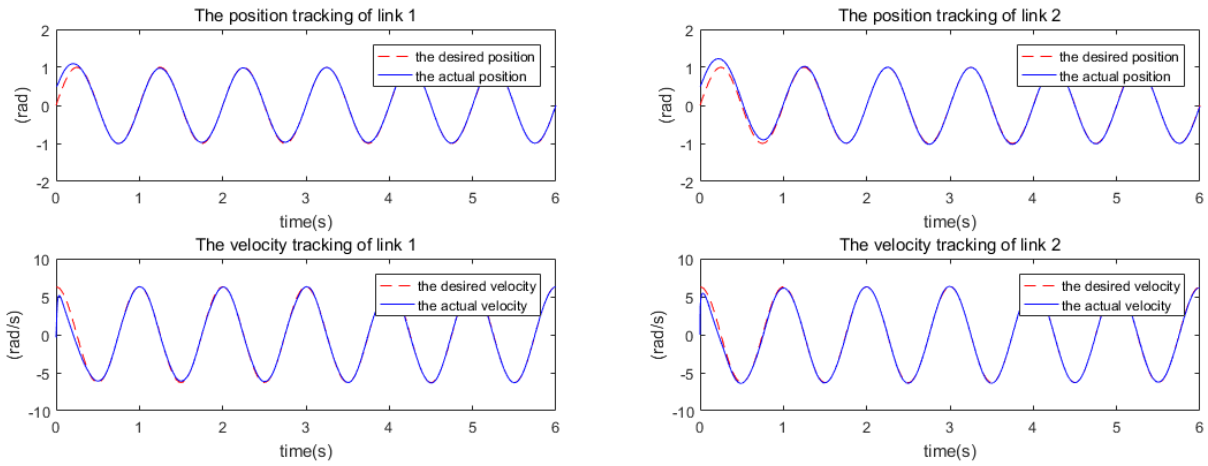 The position tracking of link 1
2
1
0
-1
-2
(rad)
the desired position
the actual position
0 1 2 3 4 5 6
time(s)
The position tracking of link 2
2
1
0
-1
-2
(rad)
the desired position
the actual position
0 1 2 3 4 5 6
time(s)
The velocity tracking of link 1
10
5
0
-5
-10
(rad/s)
the desired velocity
the actual velocity
0 1 2 3 4 5 6
time(s)
The velocity tracking of link 2
10
5
0
-5
-10
(rad/s)
the desired velocity
the actual velocity
0 1 2 3 4 5 6
time(s)